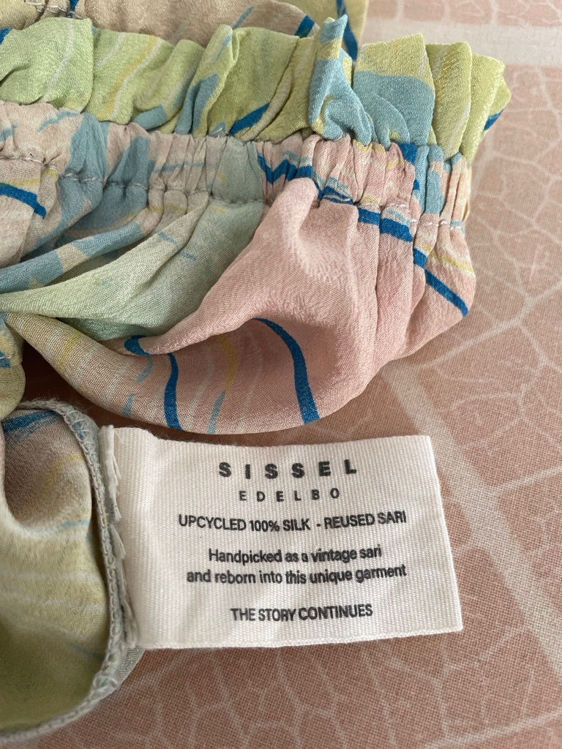 SISSEL
EDELBO
UPCYCLED 100% SILK - REUSED SARI
Handpicked as a vintage sari
and reborn into this unique garment
THE STORY CONTINUES